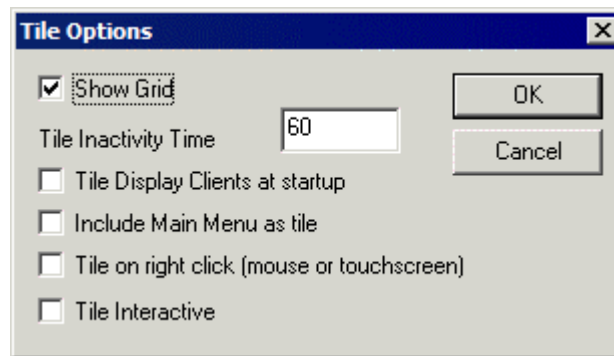 Tile Options
Show Grid
OK
Tile Inactivity Time
60
Cancel
Tile Display Clients at startup
Include Main Menu as tile
Tile on right click (mouse or touchscreen)
Tile Interactive